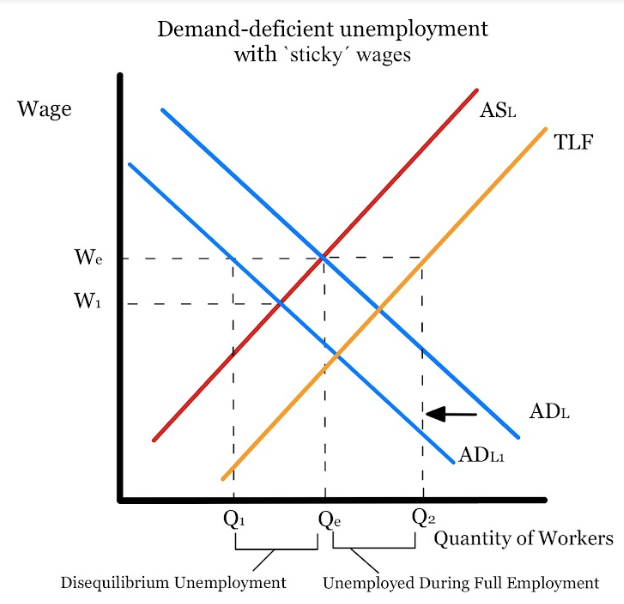 Demand-deficient unemployment
with `sticky´ wages
Wage
ASL
TLF
We
W1
ADL
ADL1
Q1 Qe Q2
Quantity of Workers
Disequilibrium Unemployment Unemployed During Full Employment